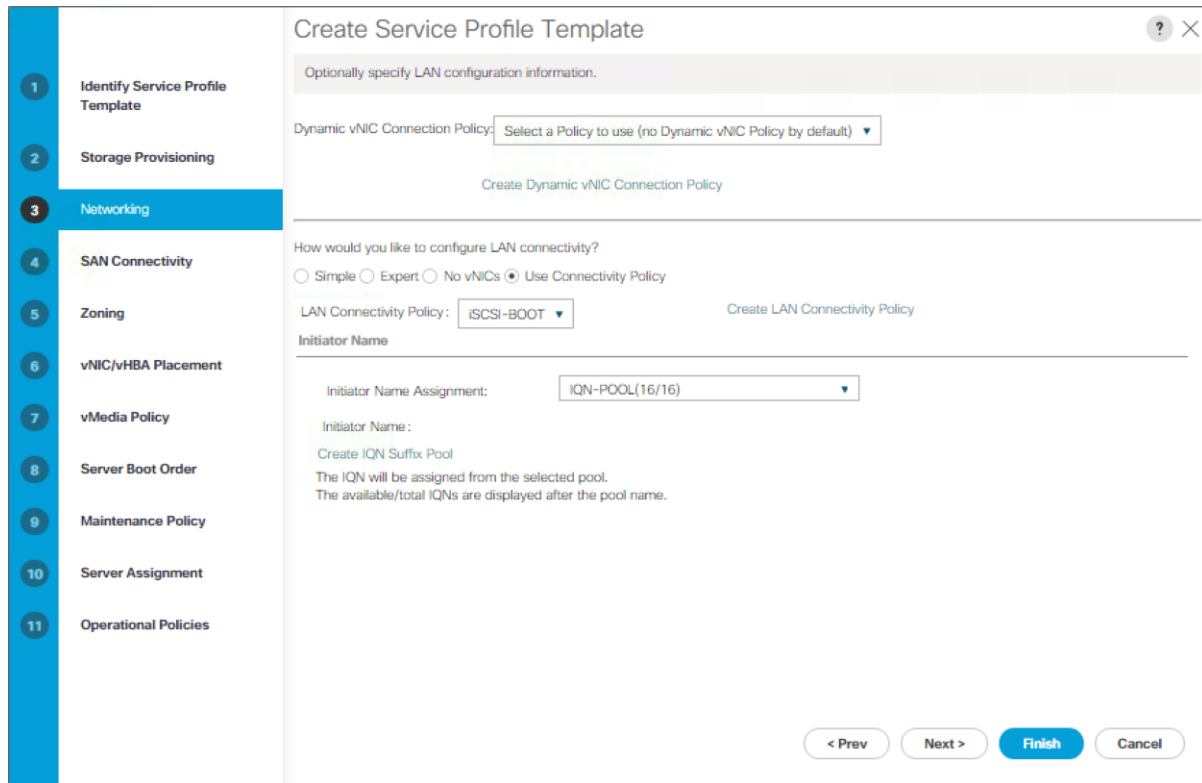 Create Service Profile Template
?
Optionally specify LAN configuration information.
1
Identify Service Profile
Template
2
Storage Provisioning
3
Networking
4
SAN Connectivity
5
Zoning
6
vNIC/vHBA Placement
7
vMedia Policy
8
Server Boot Order
9
Maintenance Policy
10
Server Assignment
11
Operational Policies
Dynamic vNIC Connection Policy: Select a Policy to use (no Dynamic vNIC Policy by default)
Create Dynamic vNIC Connection Policy
How would you like to configure LAN connectivity?
Simple Expert No vNICs Use Connectivity Policy
LAN Connectivity Policy : iSCSI-BOOT Create LAN Connectivity Policy
Initiator Name
Initiator Name Assignment: IQN-POOL(16/16)
Initiator Name :
Create IQN Suffix Pool
The IQN will be assigned from the selected pool.
The available/total IQNs are displayed after the pool name.
< Prev Next > Finish Cancel